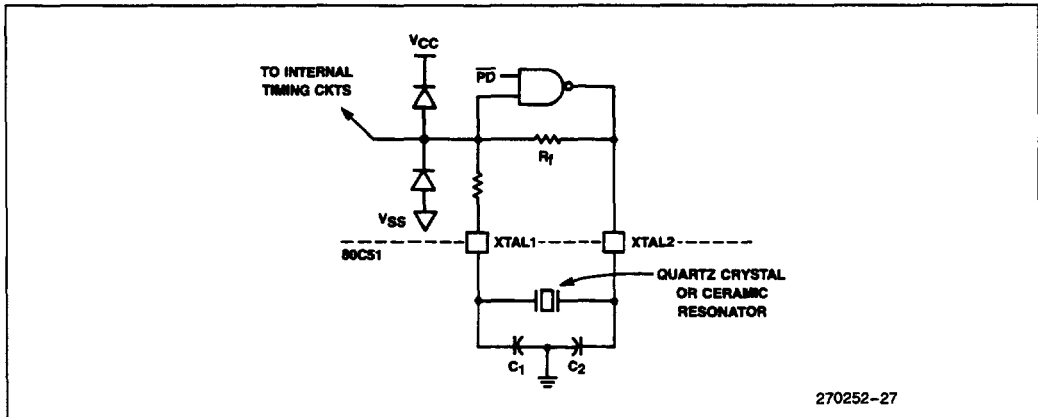 VCC
TO INTERNAL
TIMING CKTS
PD
Rf
VSS
80C51
XTAL1
XTAL2
QUARTZ CRYSTAL
OR CERAMIC
RESONATOR
C1
C2
270252-27